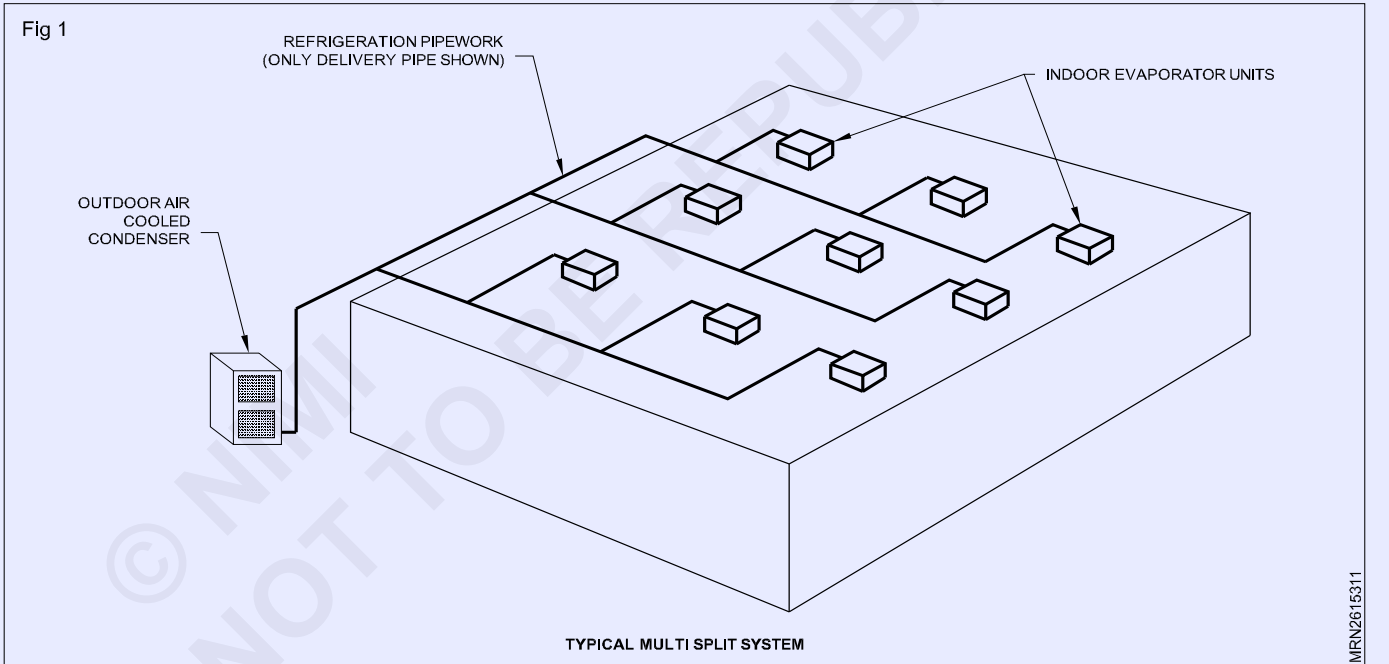 Fig 1
REFRIGERATION PIPEWORK
(ONLY DELIVERY PIPE SHOWN)
INDOOR EVAPORATOR UNITS
OUTDOOR AIR
COOLED
CONDENSER
© NIMI
NOT TO BE REPUB
TYPICAL MULTI SPLIT SYSTEM
MRN2615311